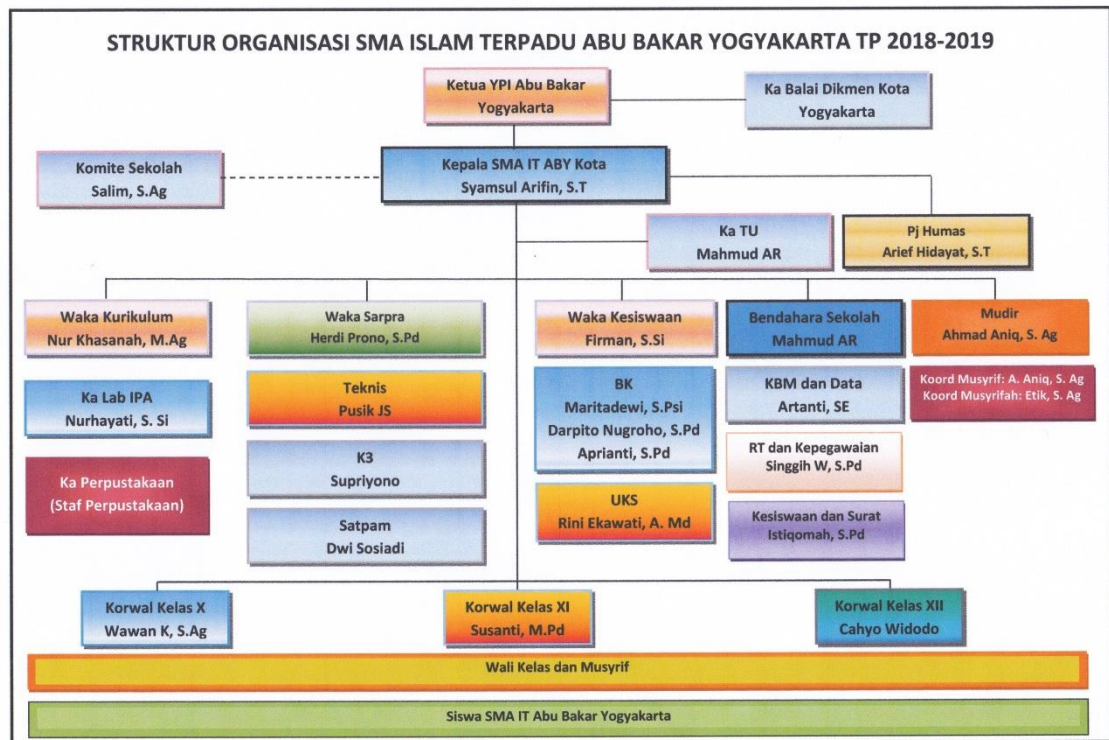 STRUKTUR ORGANISASI SMA ISLAM TERPADU ABU BAKAR YOGYAKARTA TP 2018-2019
Ketua YPI Abu Bakar
Yogyakarta
Ka Balai Dikmen Kota
Yogyakarta
Komite Sekolah
Salim, S.Ag
Kepala SMA IT ABY Kota
Syamsul Arifin, S.T
Ka TU
Mahmud AR
Pj Humas
Arief Hidayat, S.T
Waka Kurikulum
Nur Khasanah, M.Ag
Waka Sarpra
Herdi Prono, S.Pd
Waka Kesiswaan
Firman, S.Si
Bendahara Sekolah
Mahmud AR
Mudir
Ahmad Aniq, S. Ag
Ka Lab IPA
Nurhayati, S. Si
Teknis
Pusik JS
BK
Maritadewi, S.Psi
Darpito Nugroho, S.Pd
Aprianti, S.Pd
KBM dan Data
Artanti, SE
Koord Musyrif: A. Aniq, S. Ag
Koord Musyrifah: Etik, S. Ag
Ka Perpustakaan
(Staf Perpustakaan)
K3
Supriyono
RT dan Kepegawaian
Singgih W, S.Pd
UKS
Rini Ekawati, A. Md
Satpam
Dwi Sosiadi
Kesiswaan dan Surat
Istiqomah, S.Pd
Korwal Kelas X
Wawan K, S.Ag
Korwal Kelas XI
Susanti, M.Pd
Korwal Kelas XII
Cahyo Widodo
Wali Kelas dan Musyrif
Siswa SMA IT Abu Bakar Yogyakarta